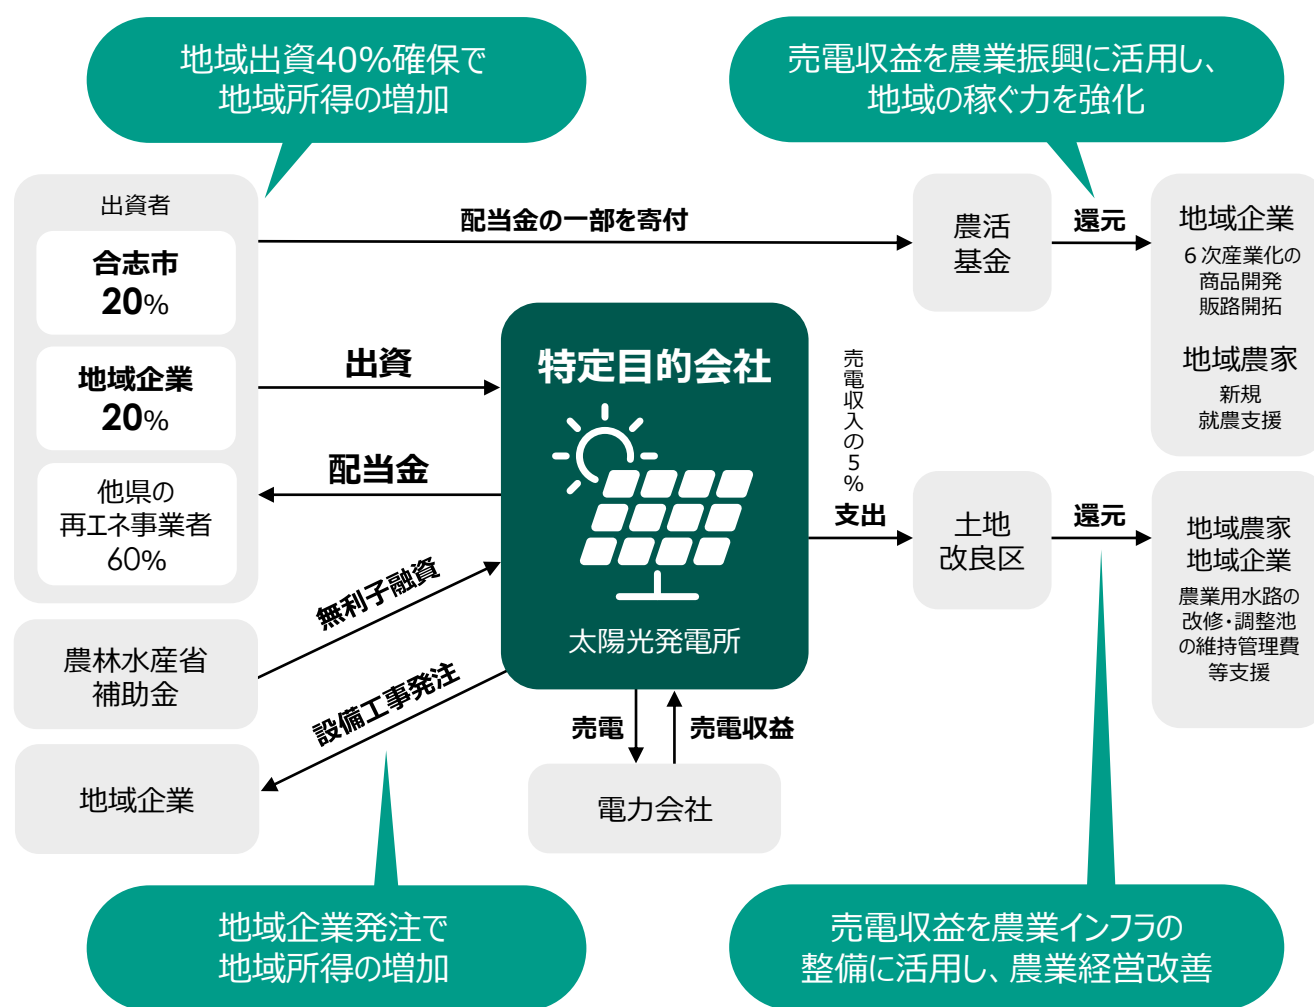 地域出資40%確保で
地域所得の増加
売電収益を農業振興に活用し、
地域の稼ぐ力を強化
出資者
合志市
20%
地域企業
20%
他県の
再エネ事業者
60%
配当金の一部を寄付
農活
基金
還元
地域企業
６次産業化の
商品開発
販路開拓
地域農家
新規
就農支援
出資
配当金
特定目的会社
太陽光発電所
売電収入の5%
支出
土地
改良区
還元
地域農家
地域企業
農業用水路の
改修・調整池
の維持管理費
等支援
無利子融資
農林水産省
補助金
設備工事発注
地域企業
売電
売電収益
電力会社
地域企業発注で
地域所得の増加
売電収益を農業インフラの
整備に活用し、農業経営改善